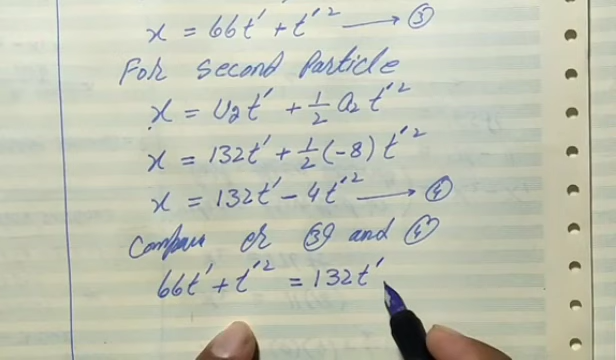 x = 66t' + t'² → ③
For Second Particle
x = U₂t' + ½ a₂ t'²
x = 132t' + ½ (-8) t'²
x = 132t' - 4t'² → ④
Compare er ③ and ④
66t' + t'² = 132t'